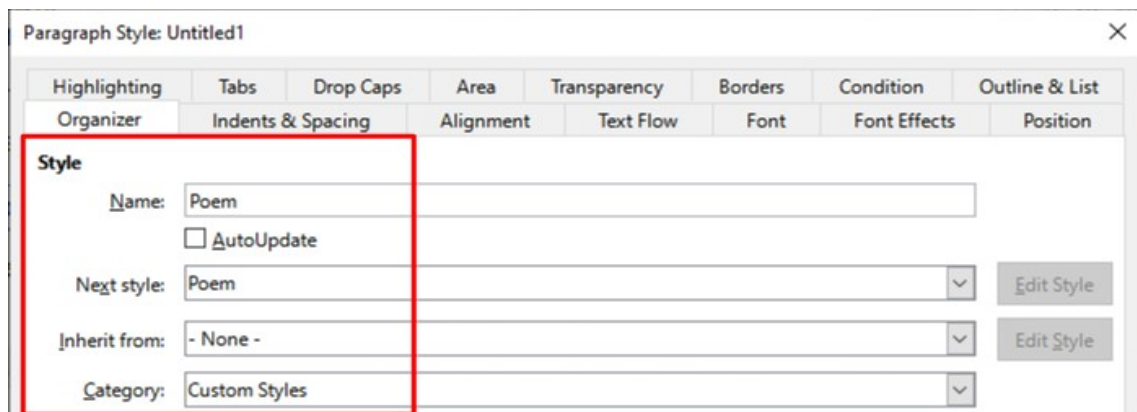 Paragraph Style: Untitled1
Highlighting Tabs Drop Caps Area Transparency Borders Condition Outline & List
Organizer Indents & Spacing Alignment Text Flow Font Font Effects Position
Style
Name: Poem
AutoUpdate
Next style: Poem Edit Style
Inherit from: - None - Edit Style
Category: Custom Styles